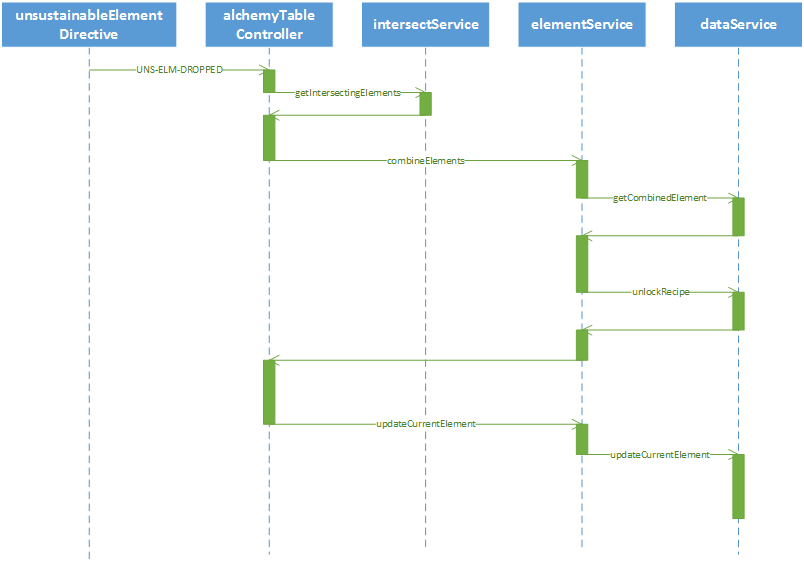 unsustainableElement
Directive
alchemyTable
Controller
intersectService
elementService
dataService
UNS-ELM-DROPPED
getIntersectingElements
combineElements
getCombinedElement
unlockRecipe
updateCurrentElement
updateCurrentElement